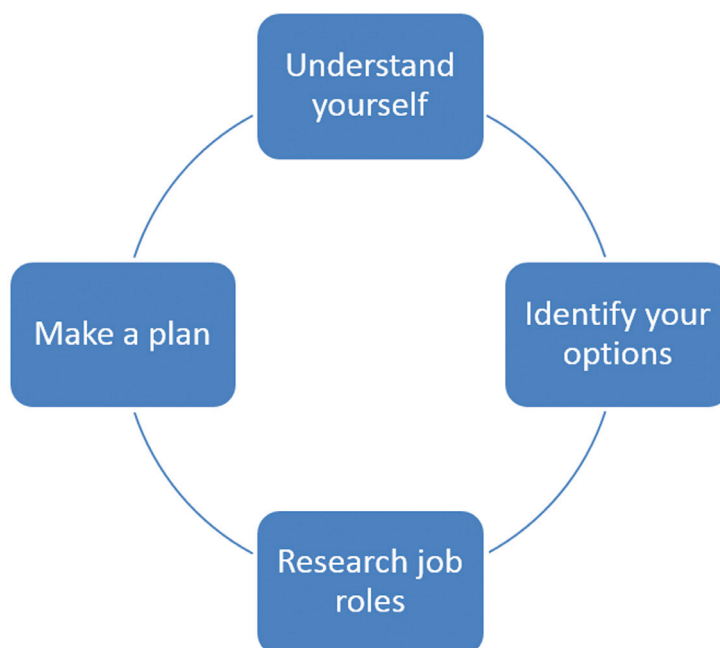 Understand
yourself
Identify your
options
Research job
roles
Make a plan